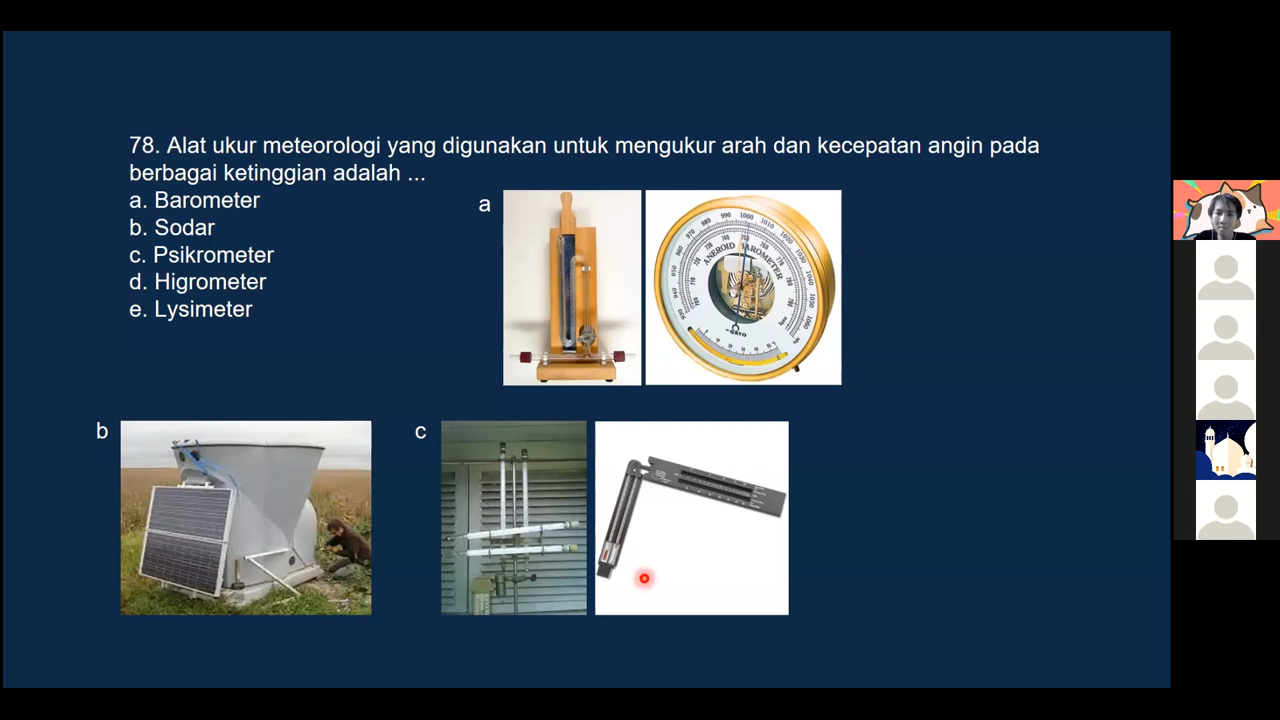 78. Alat ukur meteorologi yang digunakan untuk mengukur arah dan kecepatan angin pada
berbagai ketinggian adalah ...
a. Barometer
b. Sodar
c. Psikrometer
d. Higrometer
e. Lysimeter
a
ANEROID BAROMETER
SATO
b
c